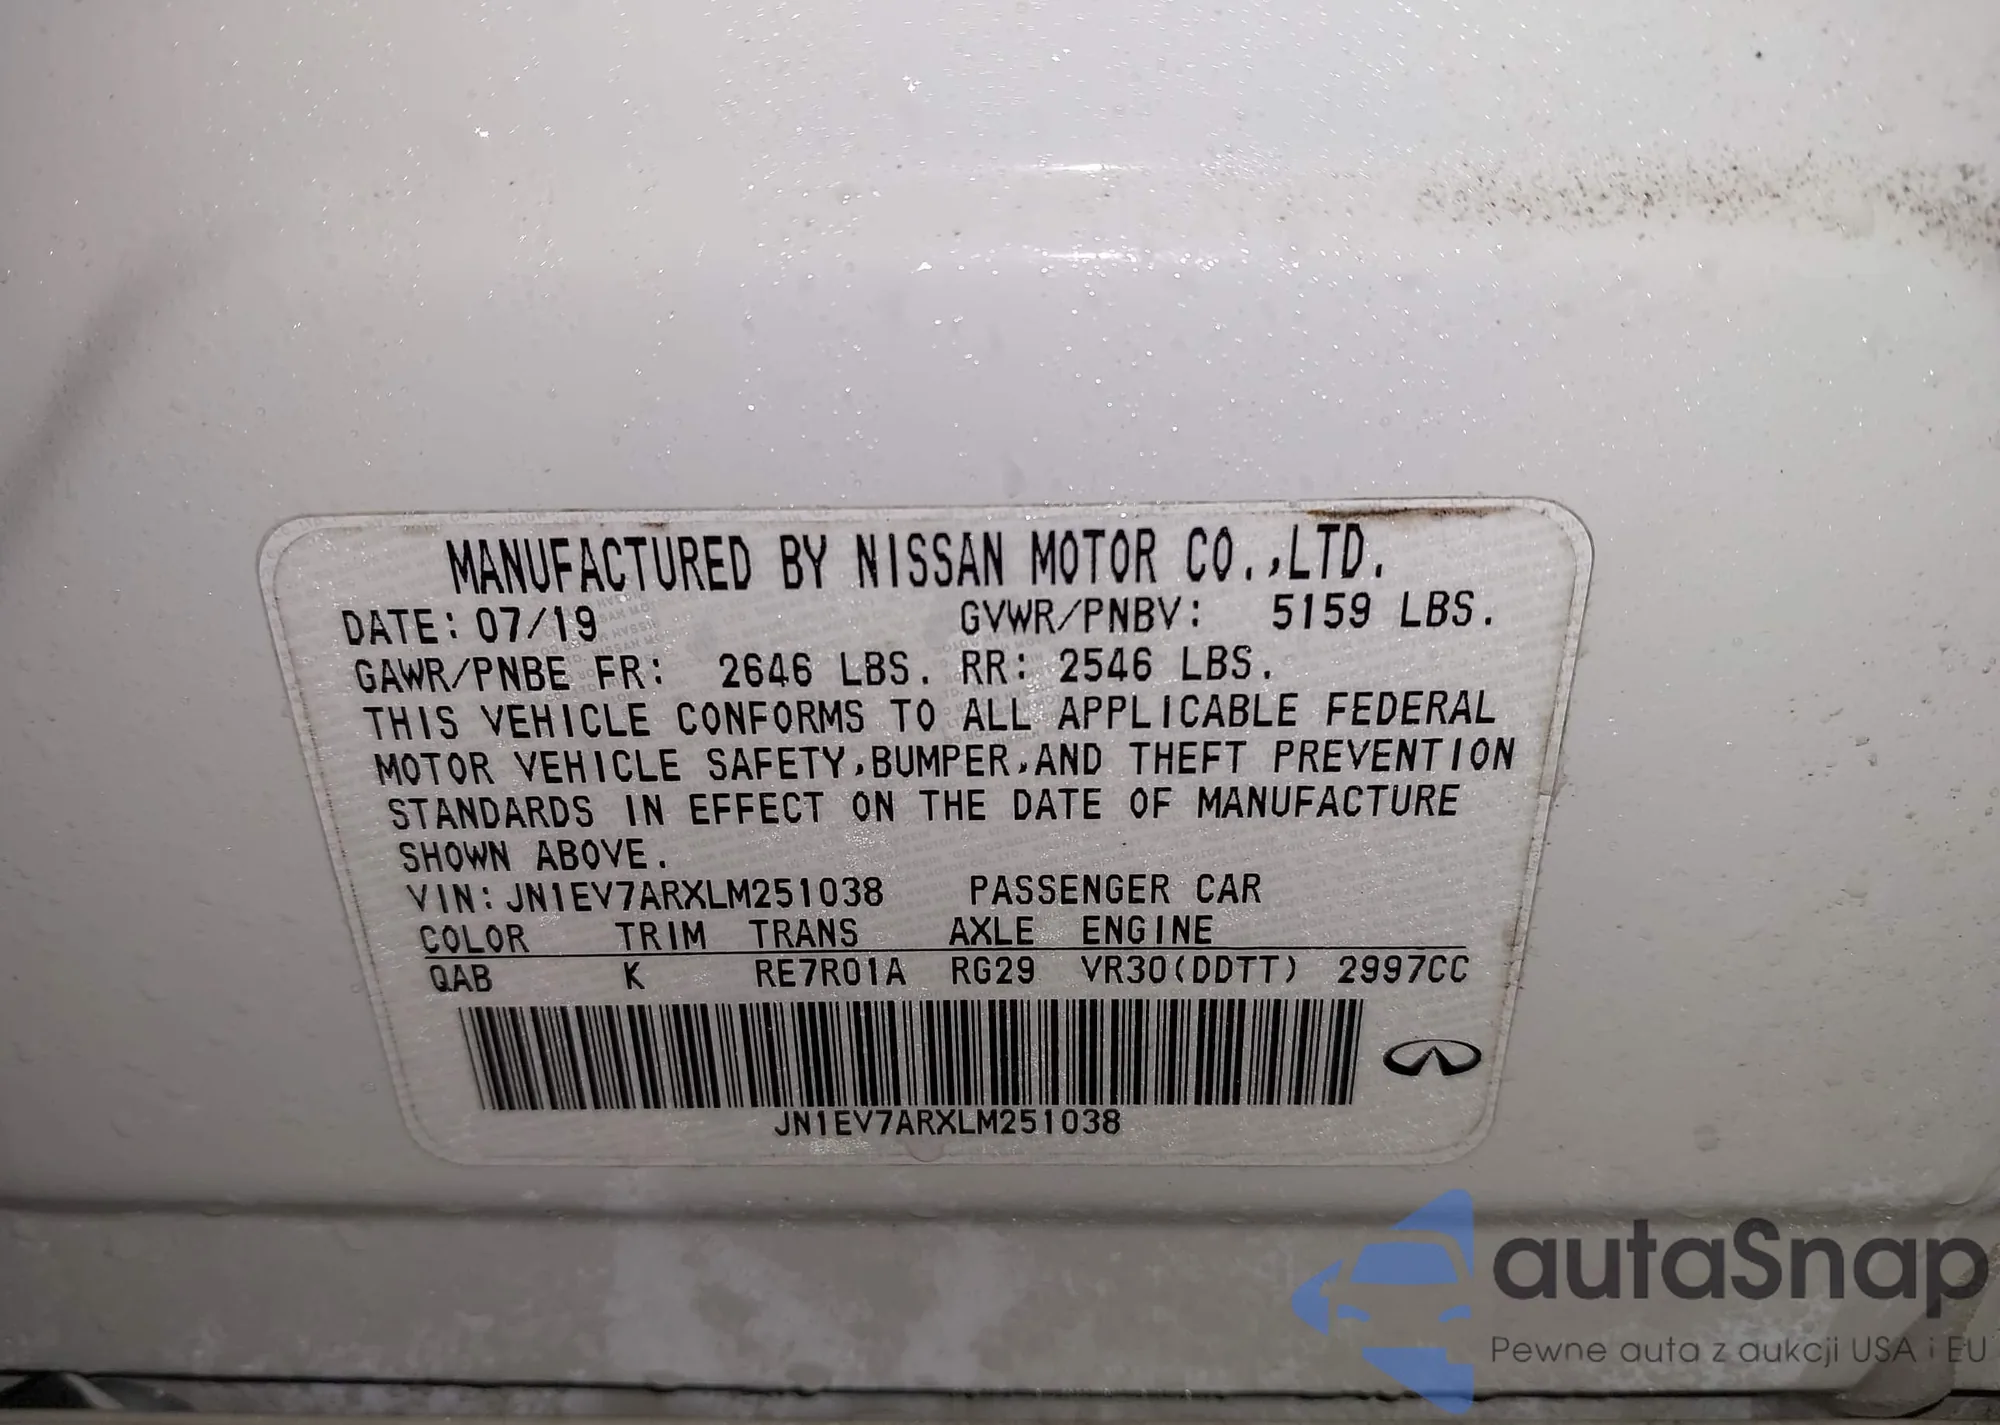 MANUFACTURED BY NISSAN MOTOR CO.,LTD.
DATE: 07/19 GVWR/PNBV: 5159 LBS.
GAWR/PNBE FR: 2646 LBS. RR: 2546 LBS.
THIS VEHICLE CONFORMS TO ALL APPLICABLE FEDERAL
MOTOR VEHICLE SAFETY,BUMPER,AND THEFT PREVENTION
STANDARDS IN EFFECT ON THE DATE OF MANUFACTURE
SHOWN ABOVE.
VIN:JN1EV7ARXLM251038 PASSENGER CAR
COLOR TRIM TRANS AXLE ENGINE
QAB K RE7R01A RG29 VR30(DDTT) 2997CC
JN1EV7ARXLM251038
autaSnap
Pewne auta z aukcji USA i EU